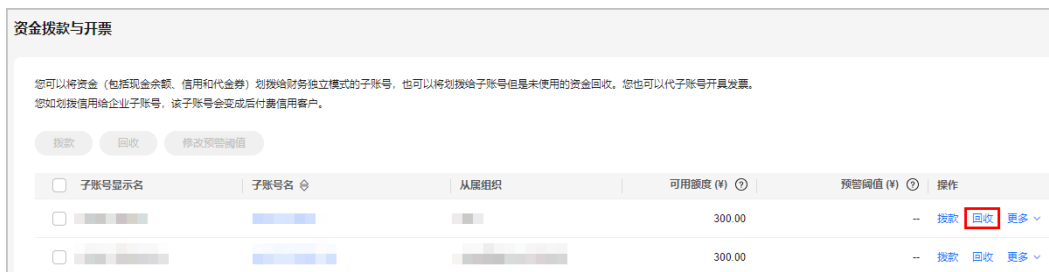 资金拨款与开票
您可以将资金（包括现金余额、信用和代金券）划拨给财务独立模式的子账号，也可以将划拨给子账号但是未使用的资金回收。您也可以代子账号开具发票。
您如划拨信用给企业子账号，该子账号会变成后付费信用客户。
拨款 回收 修改预警阈值
子账号显示名 子账号名 从属组织 可用额度 (¥) ? 预警阈值 (¥) ? 操作
300.00 -- 拨款 回收 更多
300.00 -- 拨款 回收 更多